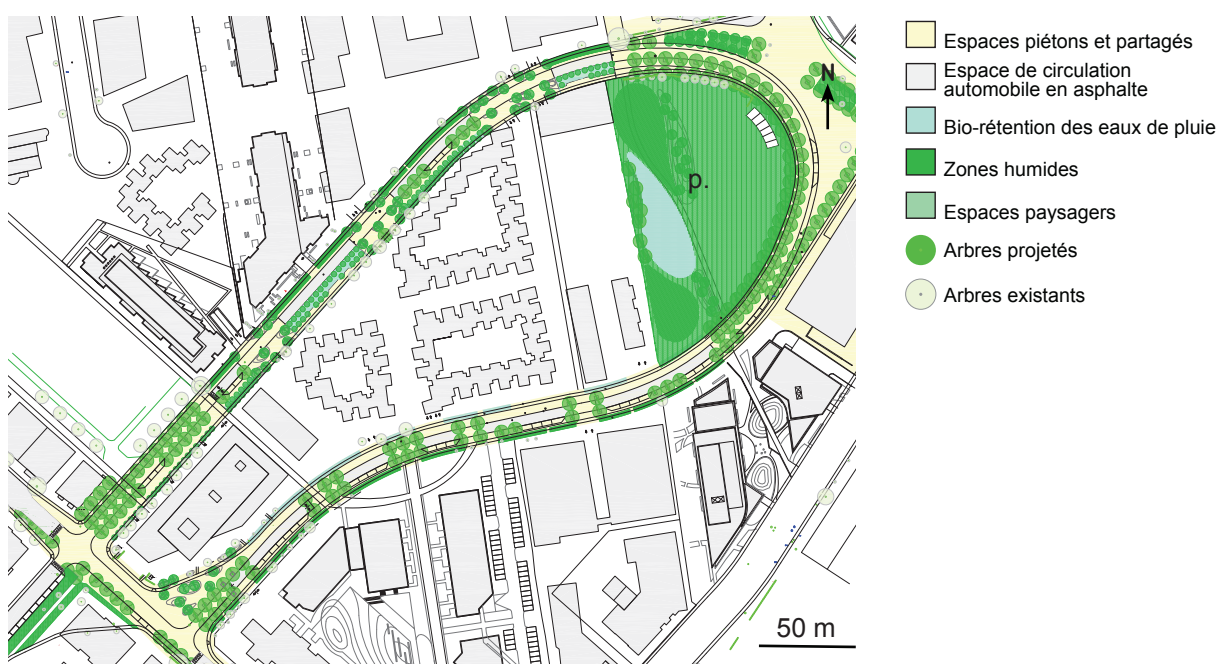 Espaces piétons et partagés
Espace de circulation
automobile en asphalte
Bio-rétention des eaux de pluie
Zones humides
Espaces paysagers
Arbres projetés
Arbres existants
N
p.
50 m